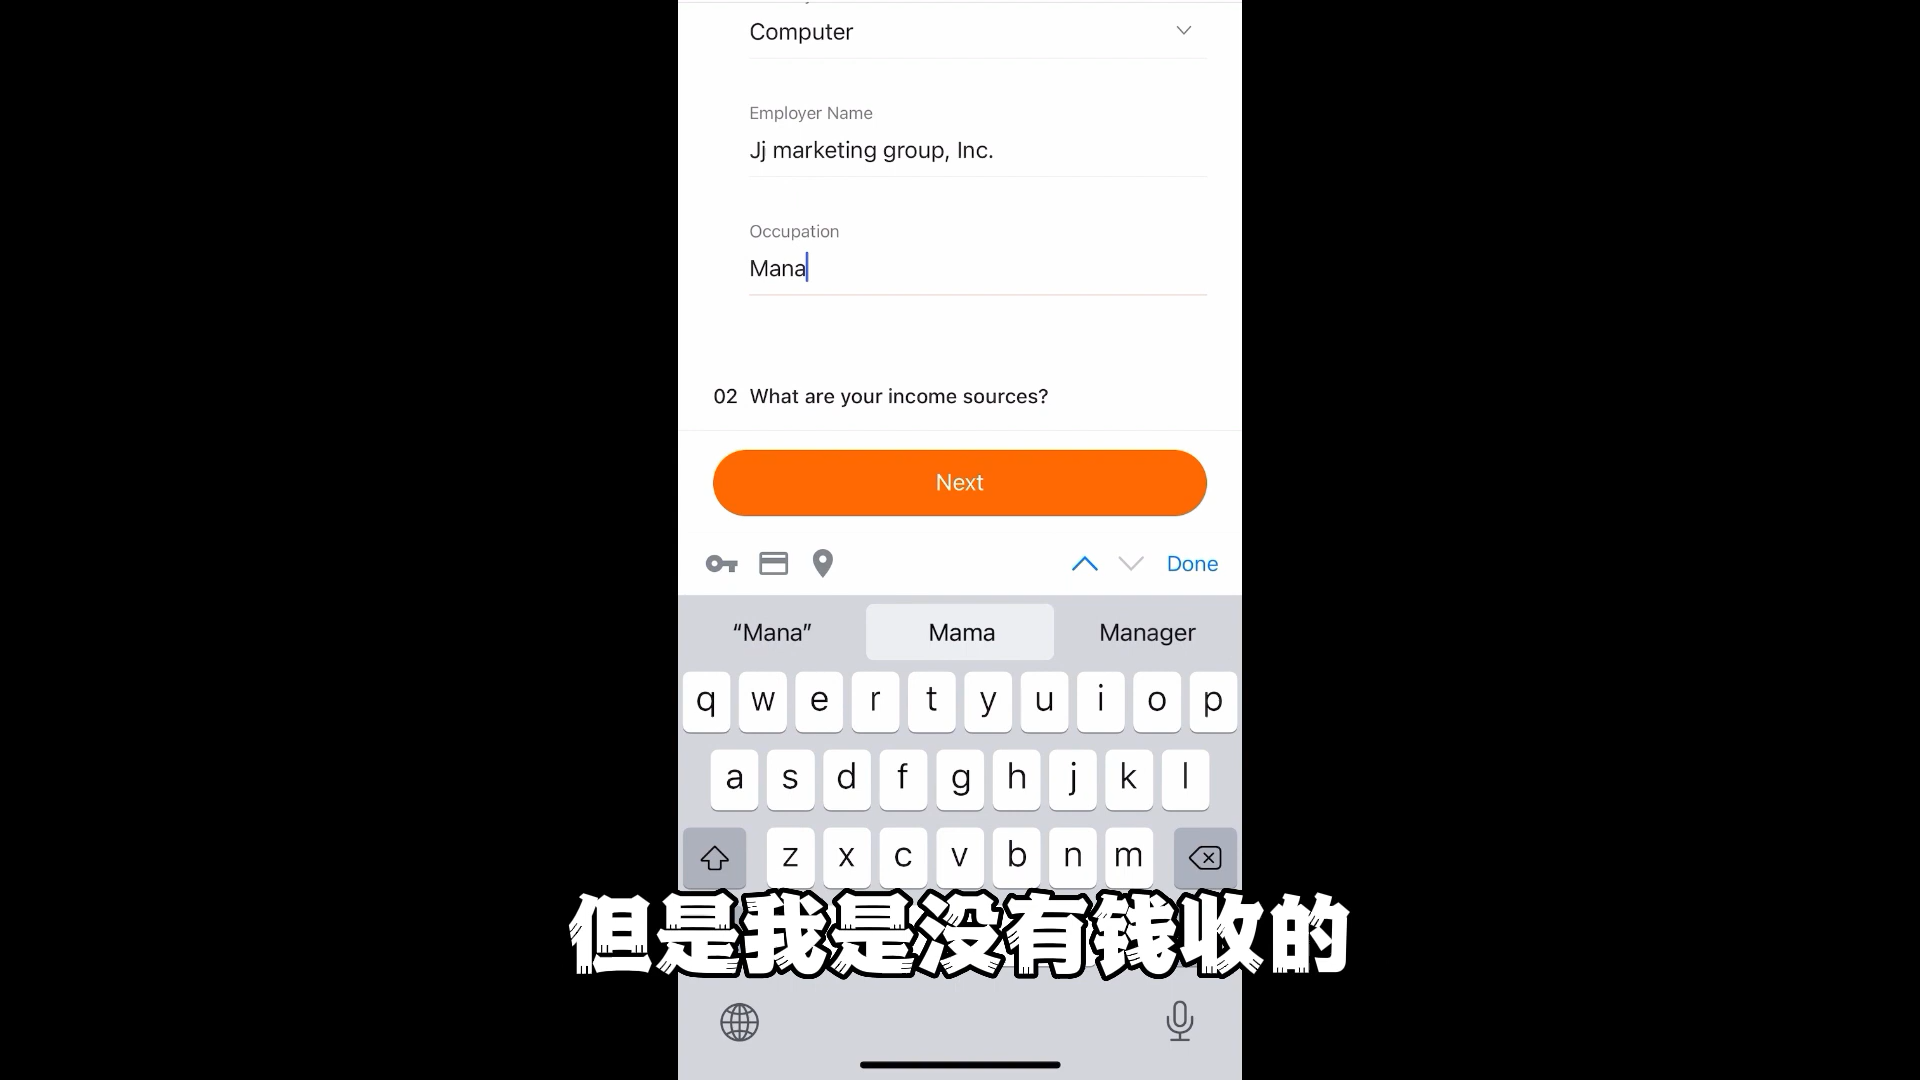 Computer
Employer Name
Jj marketing group, Inc.
Occupation
Mana
02 What are your income sources?
Next
Done
“Mana” Mama Manager
q w e r t y u i o p
a s d f g h j k l
z x c v b n m
但是我是没有钱收的